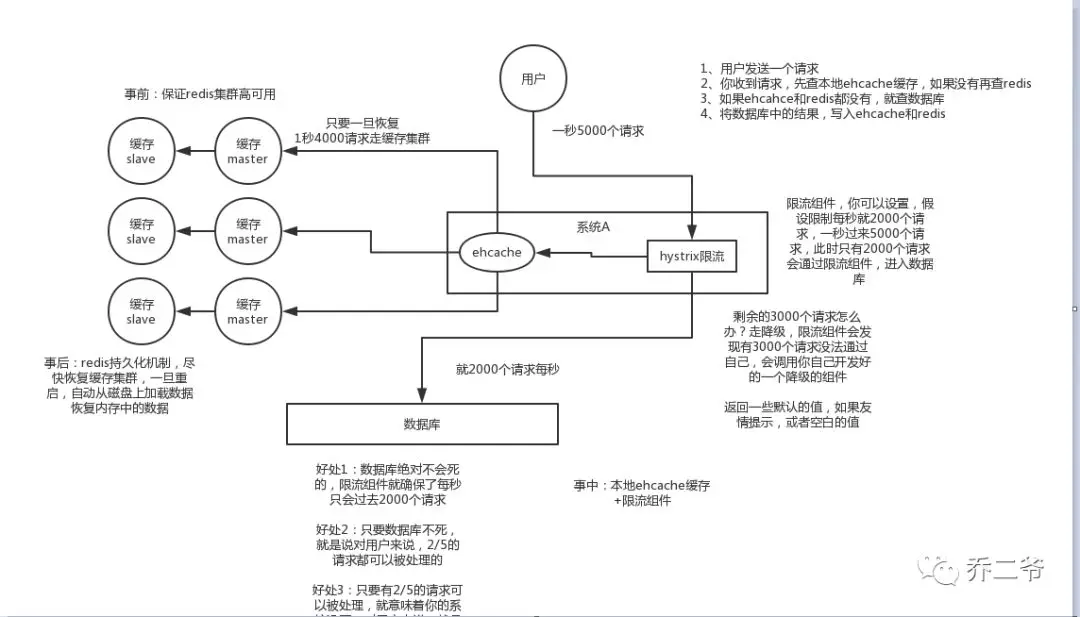 用户
1、用户发送一个请求
2、你收到请求，先查本地ehcache缓存，如果没有再查redis
3、如果ehcahce和redis都没有，就查数据库
4、将数据库中的结果，写入ehcache和redis
事前：保证redis集群高可用
只要一旦恢复
1秒4000请求走缓存集群
一秒5000个请求
缓存
slave
缓存
master
缓存
slave
缓存
master
缓存
slave
缓存
master
系统A
ehcache
hystrix限流
限流组件，你可以设置，假
设限制每秒就2000个请
求，一秒过来5000个请
求，此时只有2000个请求
会通过限流组件，进入数据
库
剩余的3000个请求怎么
办？走降级，限流组件会发
现有3000个请求没法通过
自己，会调用你自己开发好
的一个降级的组件
返回一些默认的值，如果友
情提示，或者空白的值
事后：redis持久化机制，尽
快恢复缓存集群，一旦重
启，自动从磁盘上加载数据
恢复内存中的数据
就2000个请求每秒
数据库
好处1：数据库绝对不会死
的，限流组件就确保了每秒
只会过去2000个请求
事中：本地ehcache缓存
+限流组件
好处2：只要数据库不死，
就是说对用户来说，2/5的
请求都可以被处理的
好处3：只要有2/5的请求可
以被处理，就意味着你的系
乔二爷